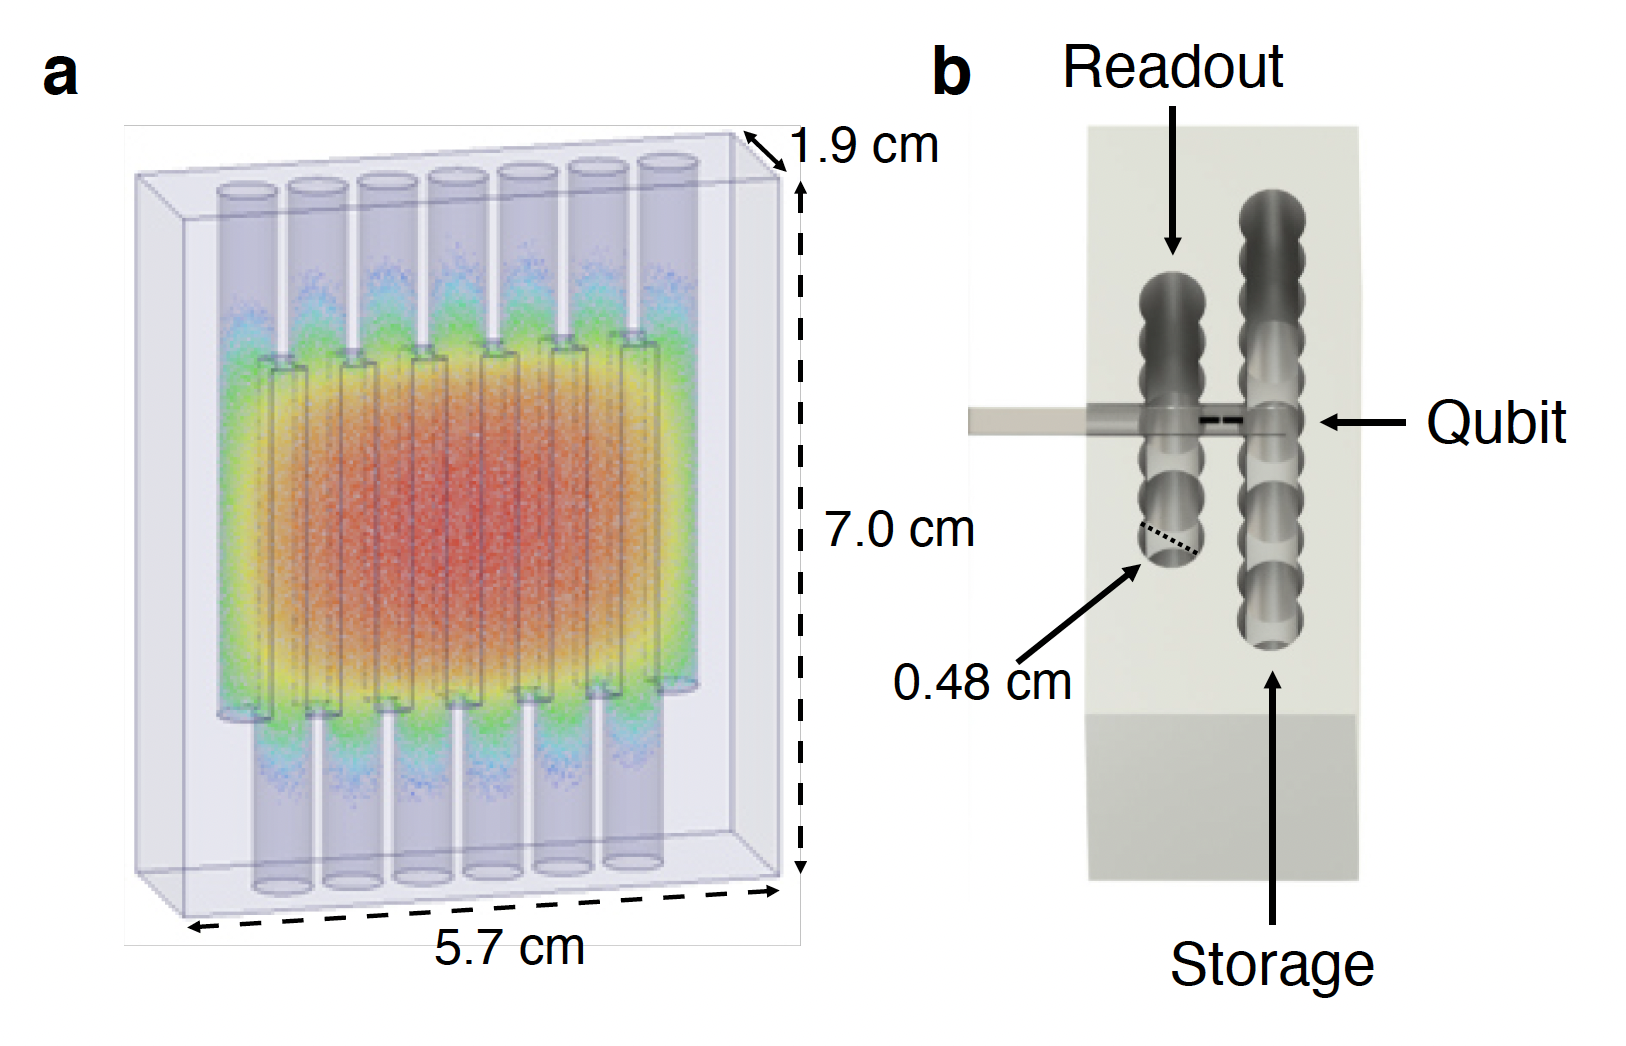 a
b
Readout
1.9 cm
Qubit
7.0 cm
0.48 cm
5.7 cm
Storage